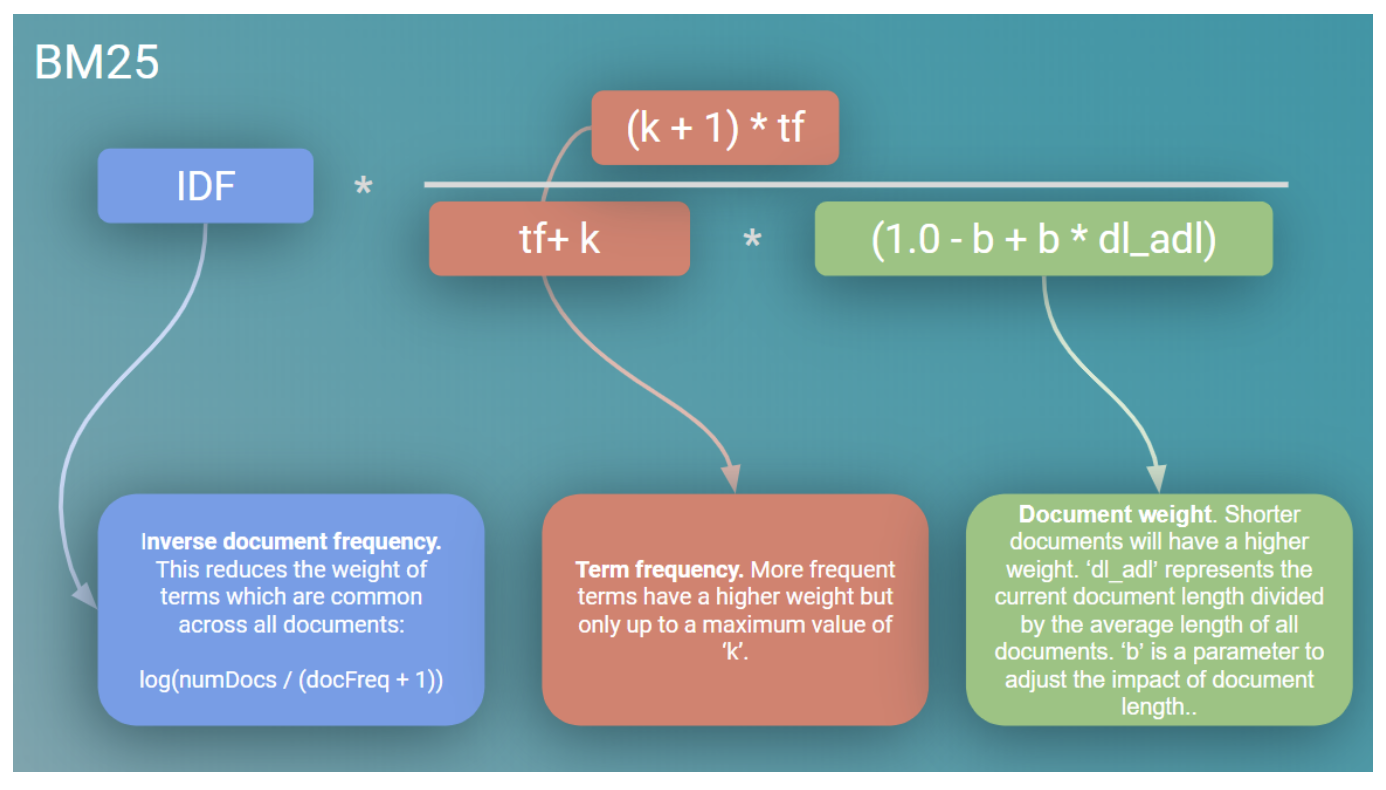 BM25
(k + 1) * tf
IDF
*
tf+ k
*
(1.0 - b + b * dl_adl)
Inverse document frequency.
This reduces the weight of
terms which are common
across all documents:
log(numDocs / (docFreq + 1))
Term frequency. More frequent
terms have a higher weight but
only up to a maximum value of
‘k’.
Document weight. Shorter
documents will have a higher
weight. ‘dl_adl’ represents the
current document length divided
by the average length of all
documents. ‘b’ is a parameter to
adjust the impact of document
length..